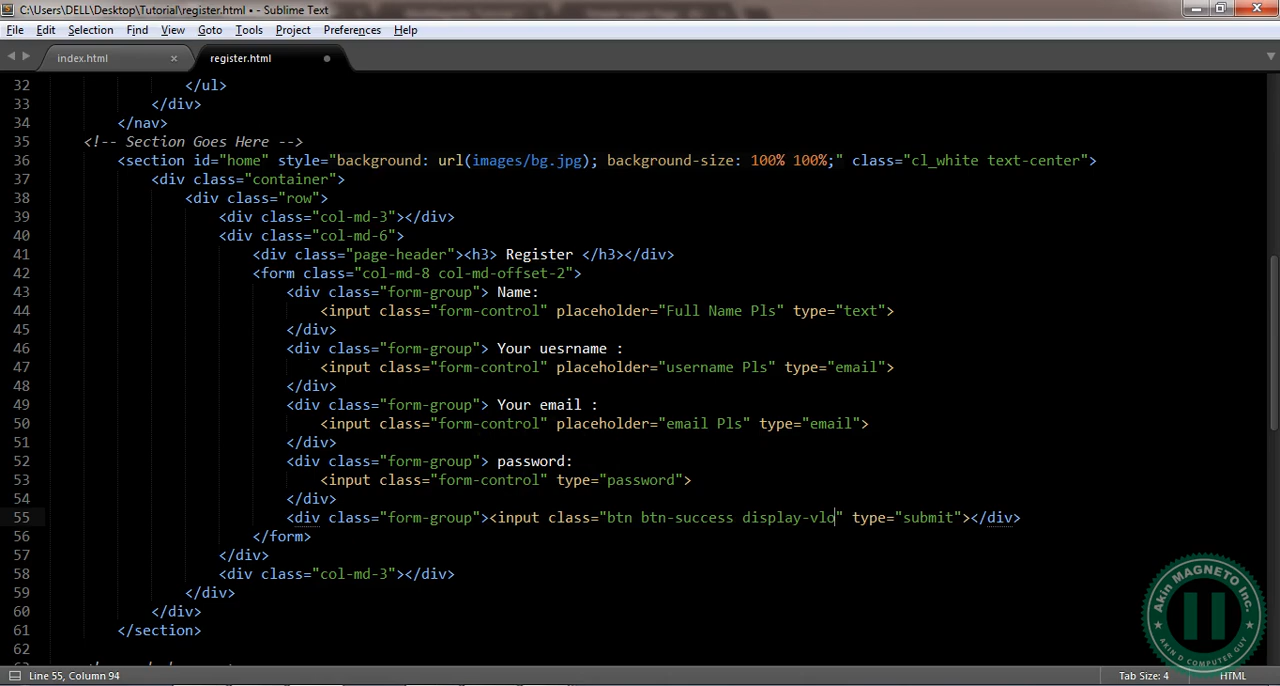 C:\Users\DELL\Desktop\Tutorial\register.html • - Sublime Text
File Edit Selection Find View Goto Tools Project Preferences Help
index.html × register.html
32 </ul>
33 </div>
34 </nav>
35 <!-- Section Goes Here -->
36 <section id="home" style="background: url(images/bg.jpg); background-size: 100% 100%;" class="cl_white text-center">
37 <div class="container">
38 <div class="row">
39 <div class="col-md-3"></div>
40 <div class="col-md-6">
41 <div class="page-header"><h3> Register </h3></div>
42 <form class="col-md-8 col-md-offset-2">
43 <div class="form-group"> Name:
44 <input class="form-control" placeholder="Full Name Pls" type="text">
45 </div>
46 <div class="form-group"> Your uesrname :
47 <input class="form-control" placeholder="username Pls" type="email">
48 </div>
49 <div class="form-group"> Your email :
50 <input class="form-control" placeholder="email Pls" type="email">
51 </div>
52 <div class="form-group"> password:
53 <input class="form-control" type="password">
54 </div>
55 <div class="form-group"><input class="btn btn-success display-vlo" type="submit"></div>
56 </form>
57 </div>
58 <div class="col-md-3"></div>
59 </div>
60 </div>
61 </section>
62
Akin MAGNETO Inc.
AKIN D COMPUTER GUY
Line 55, Column 94 Tab Size: 4 HTML